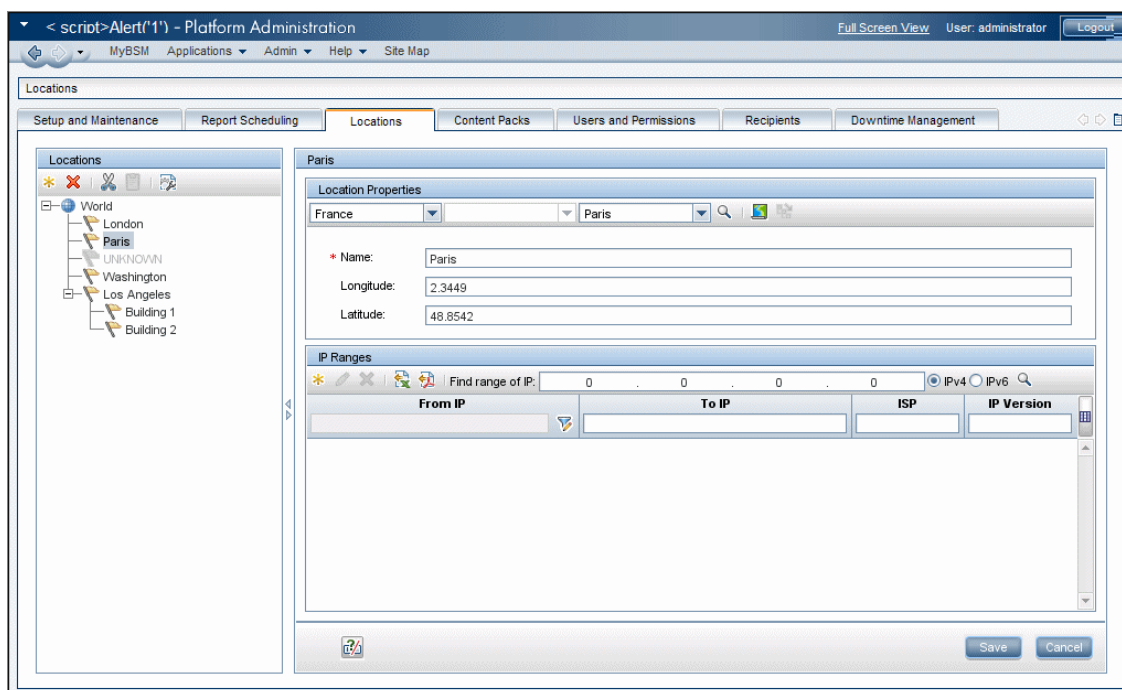 < script>Alert('1') - Platform Administration Full Screen View User: administrator Logout
MyBSM Applications Admin Help Site Map
Locations
Setup and Maintenance Report Scheduling Locations Content Packs Users and Permissions Recipients Downtime Management
Locations
World
London
Paris
UNKNOWN
Washington
Los Angeles
Building 1
Building 2
Paris
Location Properties
France Paris
* Name: Paris
Longitude: 2.3449
Latitude: 48.8542
IP Ranges
Find range of IP: 0 . 0 . 0 . 0 IPv4 IPv6
From IP To IP ISP IP Version
Save Cancel